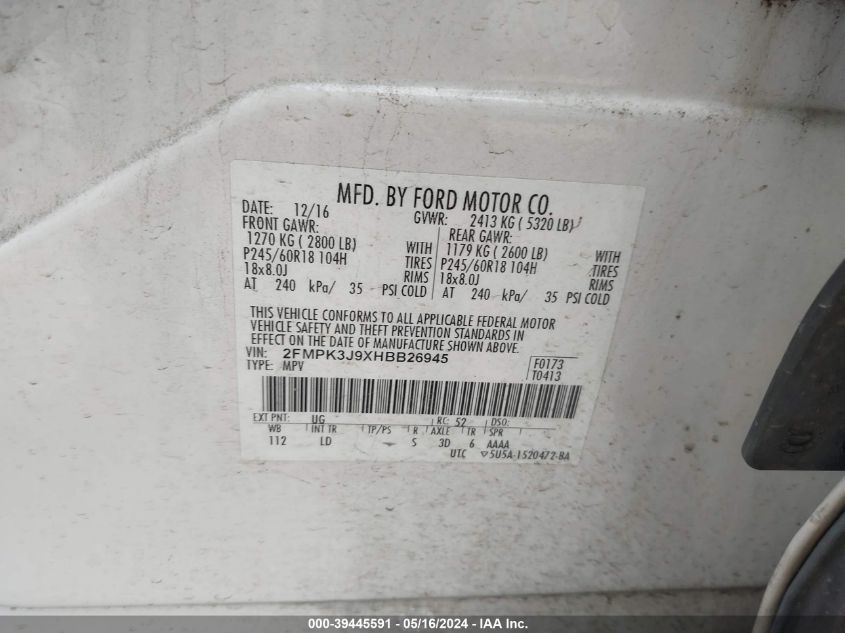 MFD. BY FORD MOTOR CO.
DATE: 12/16 GVWR: 2413 KG ( 5320 LB)
FRONT GAWR: REAR GAWR:
1270 KG ( 2800 LB) WITH 1179 KG ( 2600 LB) WITH
P245/60R18 104H TIRES P245/60R18 104H TIRES
18x8.0J RIMS 18x8.0J RIMS
AT 240 kPa/ 35 PSI COLD AT 240 kPa/ 35 PSI COLD
THIS VEHICLE CONFORMS TO ALL APPLICABLE FEDERAL MOTOR
VEHICLE SAFETY AND THEFT PREVENTION STANDARDS IN
EFFECT ON THE DATE OF MANUFACTURE SHOWN ABOVE.
VIN: 2FMPK3J9XHBB26945 F0173
TYPE: MPV T0413
EXT PNT: UG RC: 52 DSO:
WB INT TR TP/PS R AXLE TR SPR
112 LD S 3D 6 AAAA
UTC ▽5U5A-1520472-BA
000-39445591 - 05/16/2024 - IAA Inc.